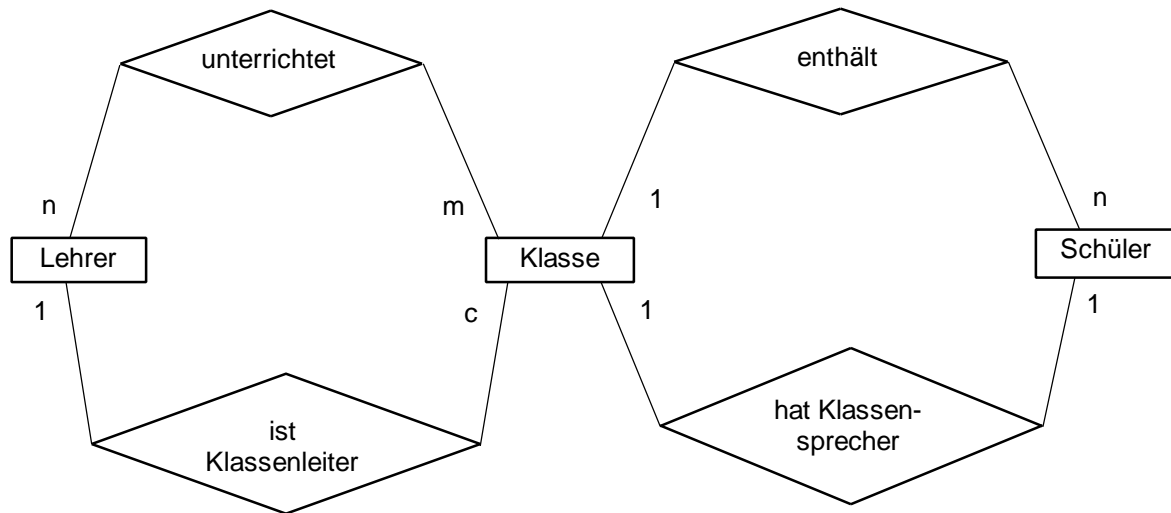 unterrichtet
enthält
n
m
1
n
Lehrer
Klasse
Schüler
1
c
1
1
ist
Klassenleiter
hat Klassen-
sprecher